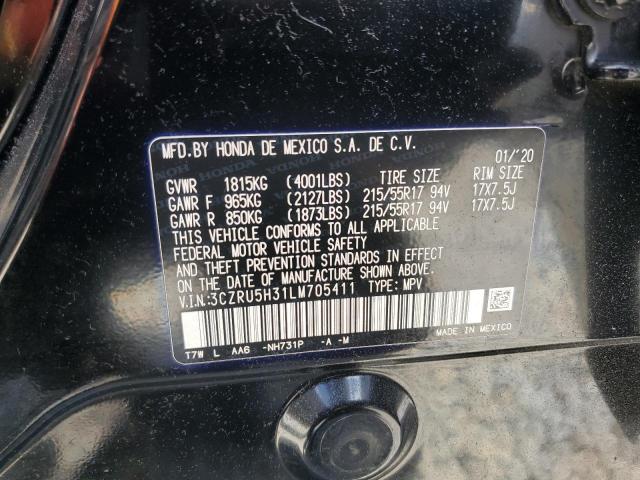 MFD.BY HONDA DE MEXICO S.A. DE C.V.
01/'20
GVWR 1815KG (4001LBS) TIRE SIZE RIM SIZE
GAWR F 965KG (2127LBS) 215/55R17 94V 17X7.5J
GAWR R 850KG (1873LBS) 215/55R17 94V 17X7.5J
THIS VEHICLE CONFORMS TO ALL APPLICABLE
FEDERAL MOTOR VEHICLE SAFETY
AND THEFT PREVENTION STANDARDS IN EFFECT
ON THE DATE OF MANUFACTURE SHOWN ABOVE.
V.I.N:3CZRU5H31LM705411 TYPE: MPV
MADE IN MEXICO
T7W L AA6 -NH731P -A -M